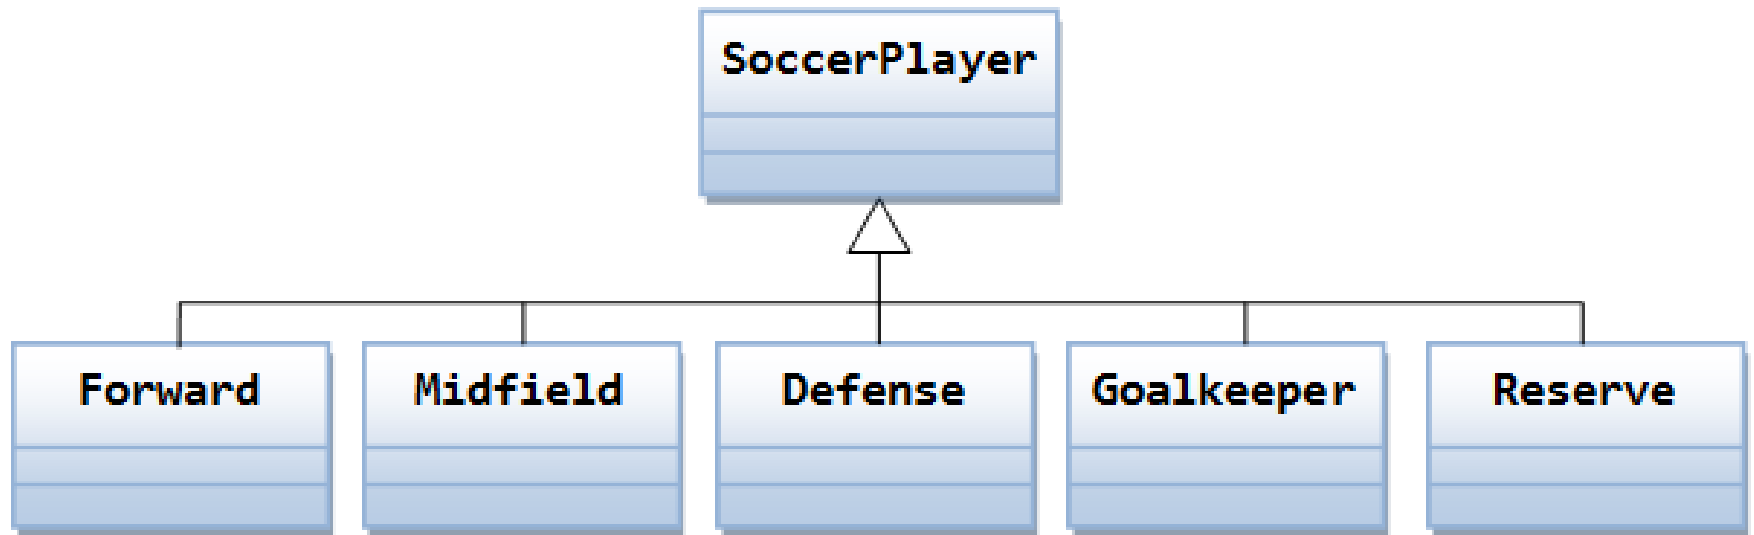 SoccerPlayer
Forward
Midfield
Defense
Goalkeeper
Reserve